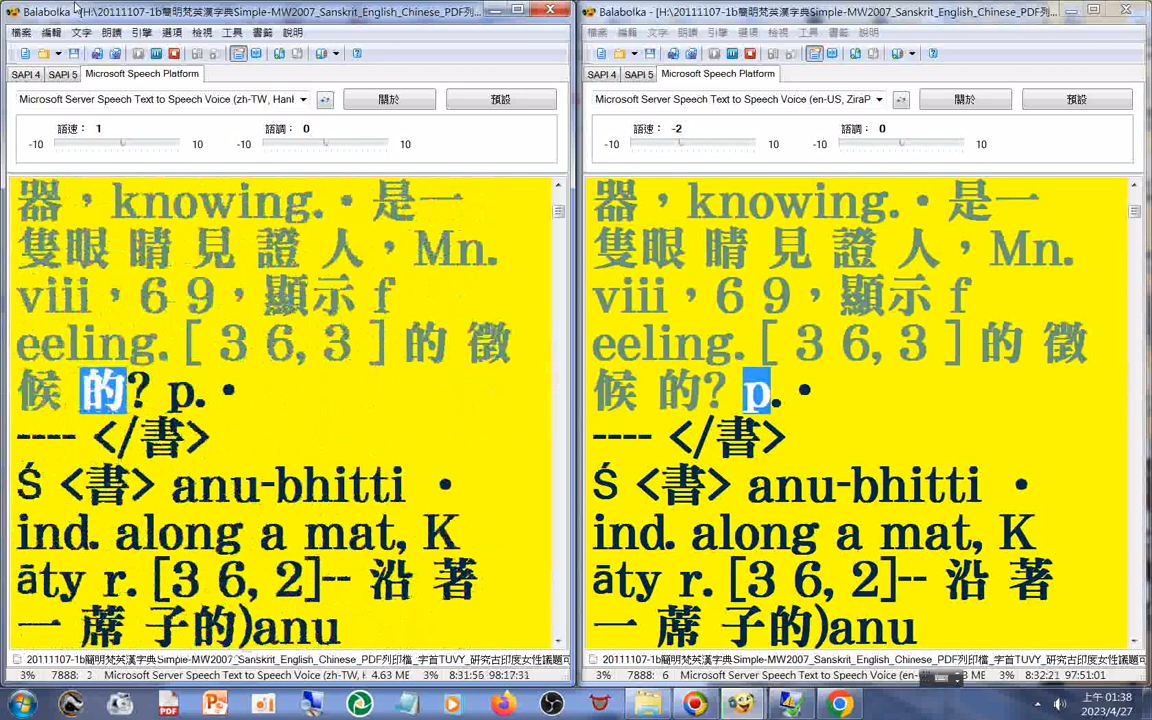 Balabolka - [H:\20111107-1b簡明梵英漢字典Simple-MW2007_Sanskrit_English_Chinese_PDF列...
檔案 編輯 文字 朗讀 引擎 選項 檢視 工具 書籤 說明
SAPI 4 SAPI 5 Microsoft Speech Platform
Microsoft Server Speech Text to Speech Voice (zh-TW, Hanl 關於 預設
語速： 1 語調： 0
-10 10 -10 10
器，knowing.•是一
隻眼 睛 見 證 人，Mn.
viii，6 9，顯示 f
eeling.[ 3 6, 3 ] 的 徵
候 的? p.•
---- </書>
Ś <書> anu-bhitti •
ind. along a mat, K
āty r. [3 6, 2]-- 沿 著
一 蓆 子的)anu
20111107-1b簡明梵英漢字典Simple-MW2007_Sanskrit_English_Chinese_PDF列印檔_字首TUVY_研究古印度女性議題可
3% 7888: Microsoft Server Speech Text to Speech Voice (zh-TW, H 4.63 ME 3% 8:31:55 98:17:31
Balabolka - [H:\20111107-1b簡明梵英漢字典Simple-MW2007_Sanskrit_English_Chinese_PDF列印檔_字...
檔案 編輯 文字 朗讀 引擎 選項 檢視 工具 書籤 說明
SAPI 4 SAPI 5 Microsoft Speech Platform
Microsoft Server Speech Text to Speech Voice (en-US, ZiraP 關於 預設
語速： -2 語調： 0
-10 10 -10 10
器，knowing.•是一
隻眼 睛 見 證 人，Mn.
viii，6 9，顯示 f
eeling.[ 3 6, 3 ] 的 徵
候 的? p.•
---- </書>
Ś <書> anu-bhitti •
ind. along a mat, K
āty r. [3 6, 2]-- 沿 著
一 蓆 子的)anu
20111107-1b簡明梵英漢字典Simple-MW2007_Sanskrit_English_Chinese_PDF列印檔_字首TUVY_研究古印度女性議題可
3% 7888: 6 Microsoft Server Speech Text to Speech Voice (en-US, 3 ME 3% 8:32:21 97:51:01
上午 01:38
2023/4/27